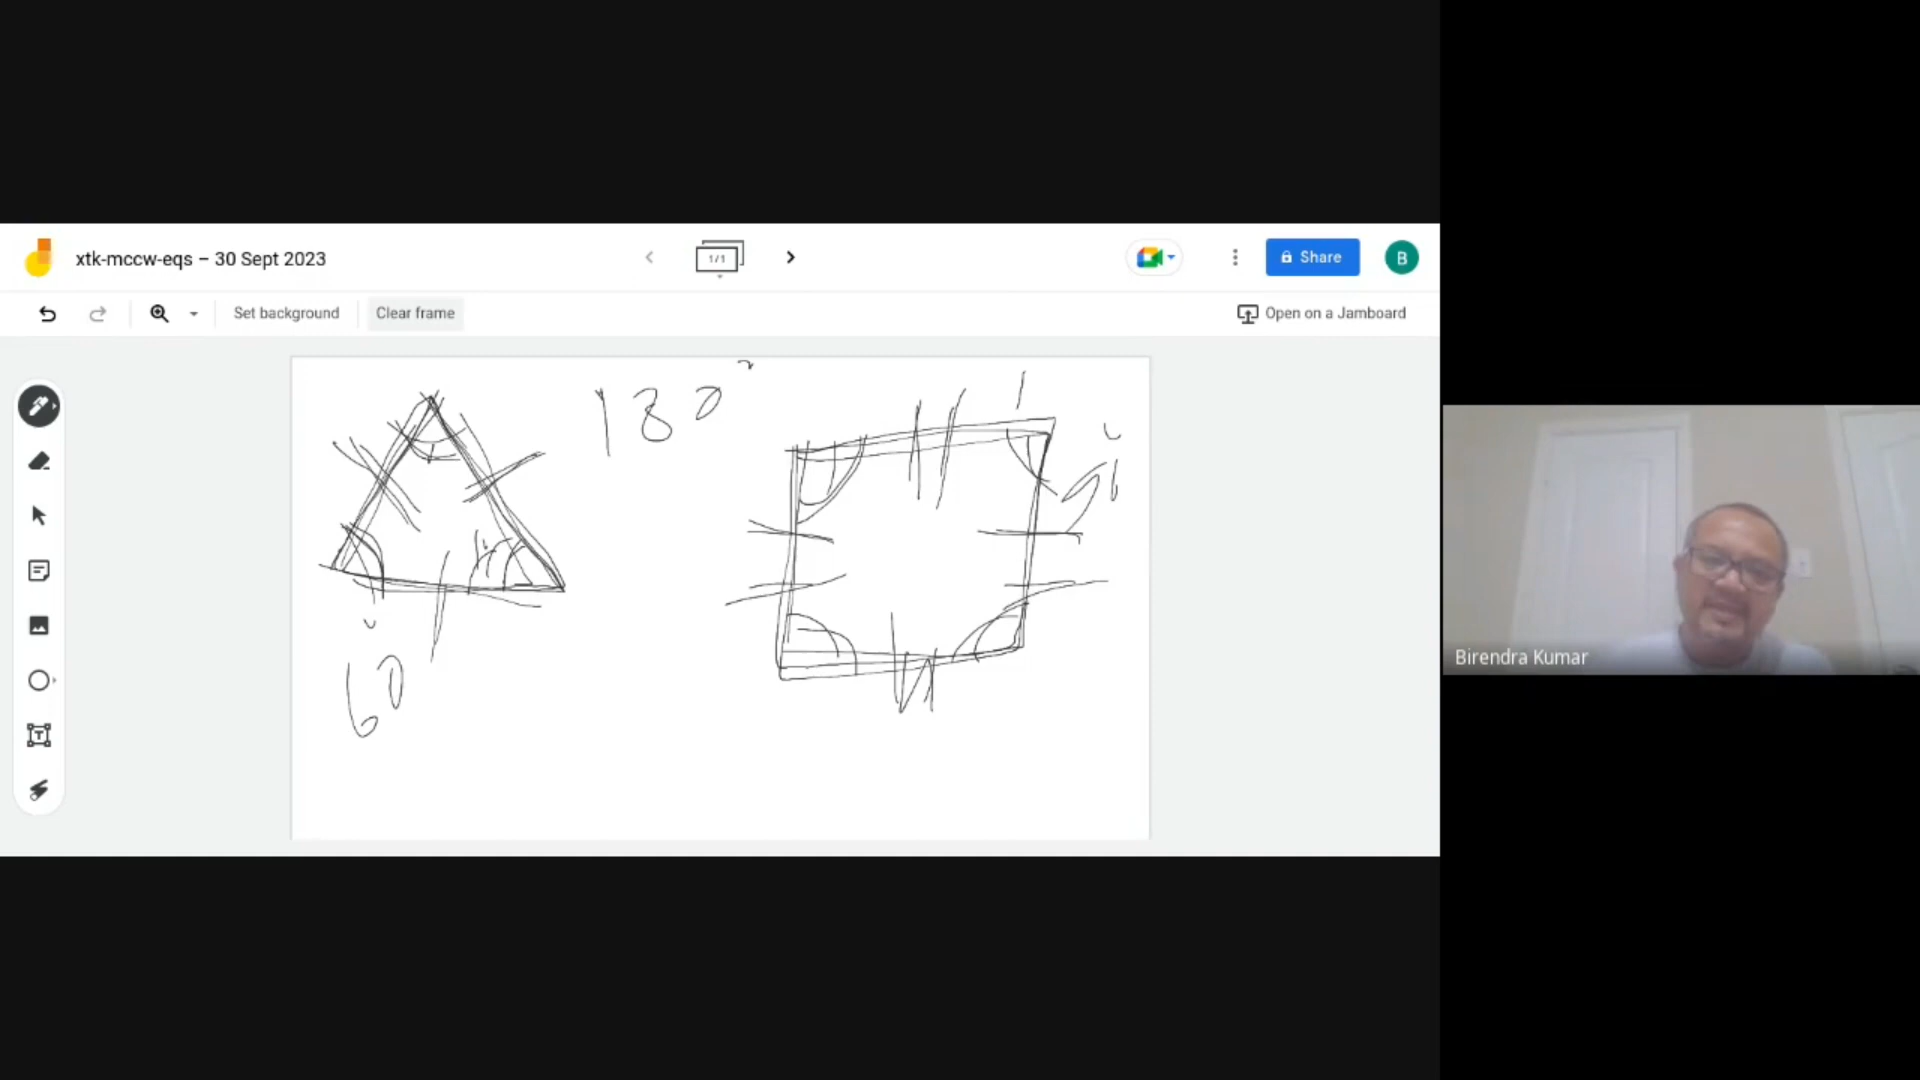 xtk-mccw-eqs – 30 Sept 2023
1/1
Share
B
Set background
Clear frame
Open on a Jamboard
180
60
T
Birendra Kumar